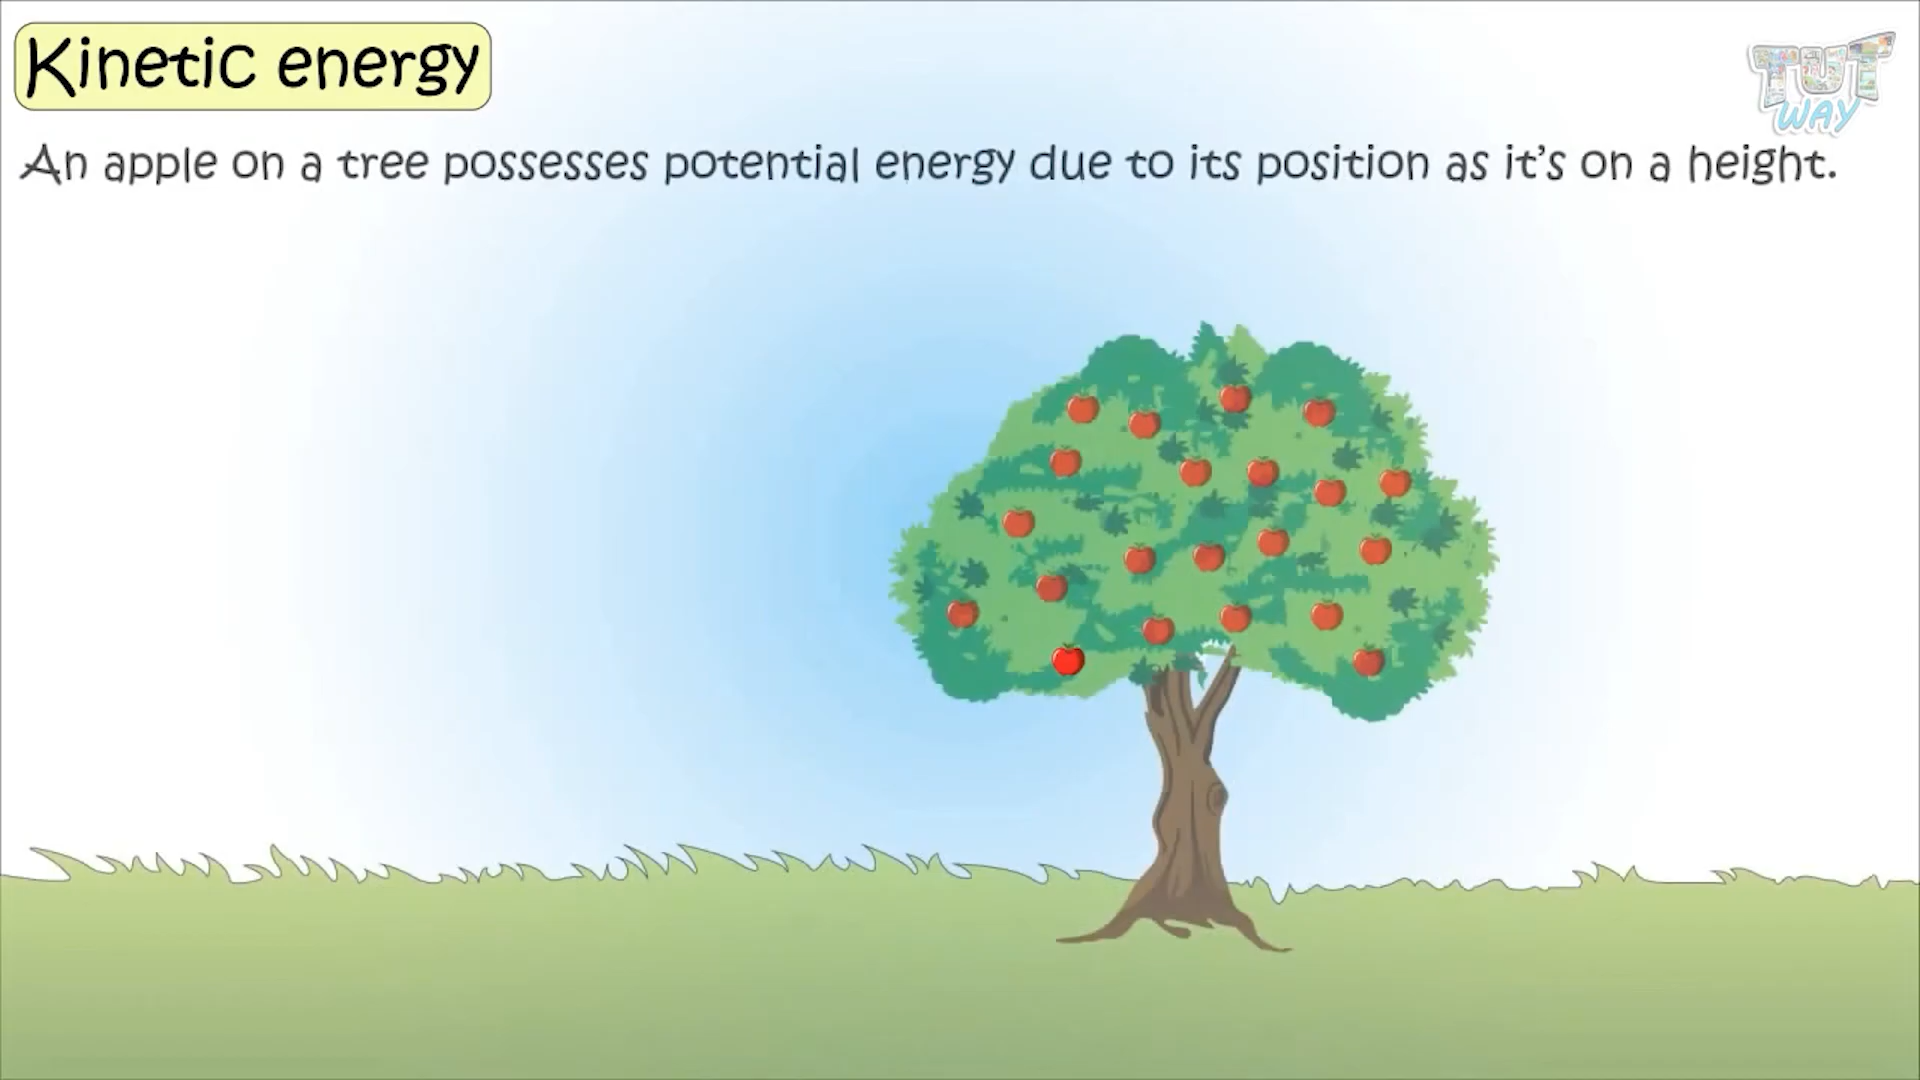 Kinetic energy
TUT
WAY
An apple on a tree possesses potential energy due to its position as it's on a height.